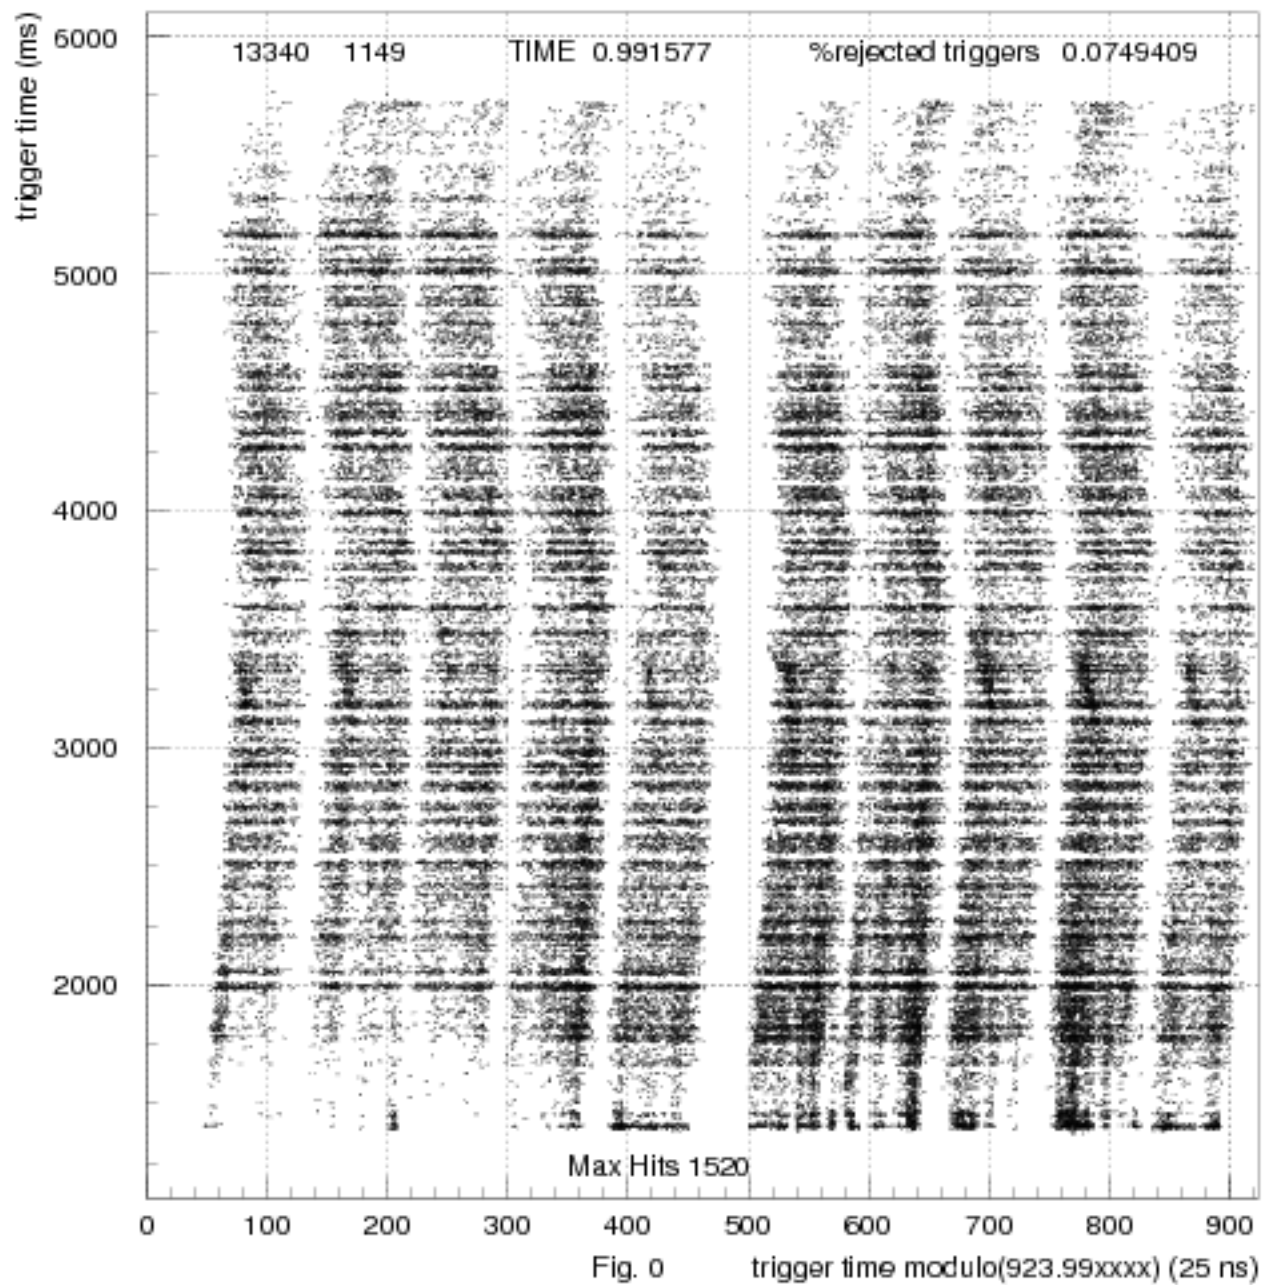 trigger time (ms)
6000
13340 1149 TIME 0.991577 %rejected triggers 0.0749409
5000
4000
3000
2000
Max Hits 1520
0 100 200 300 400 500 600 700 800 900
Fig. 0 trigger time modulo(923.99xxxx) (25 ns)